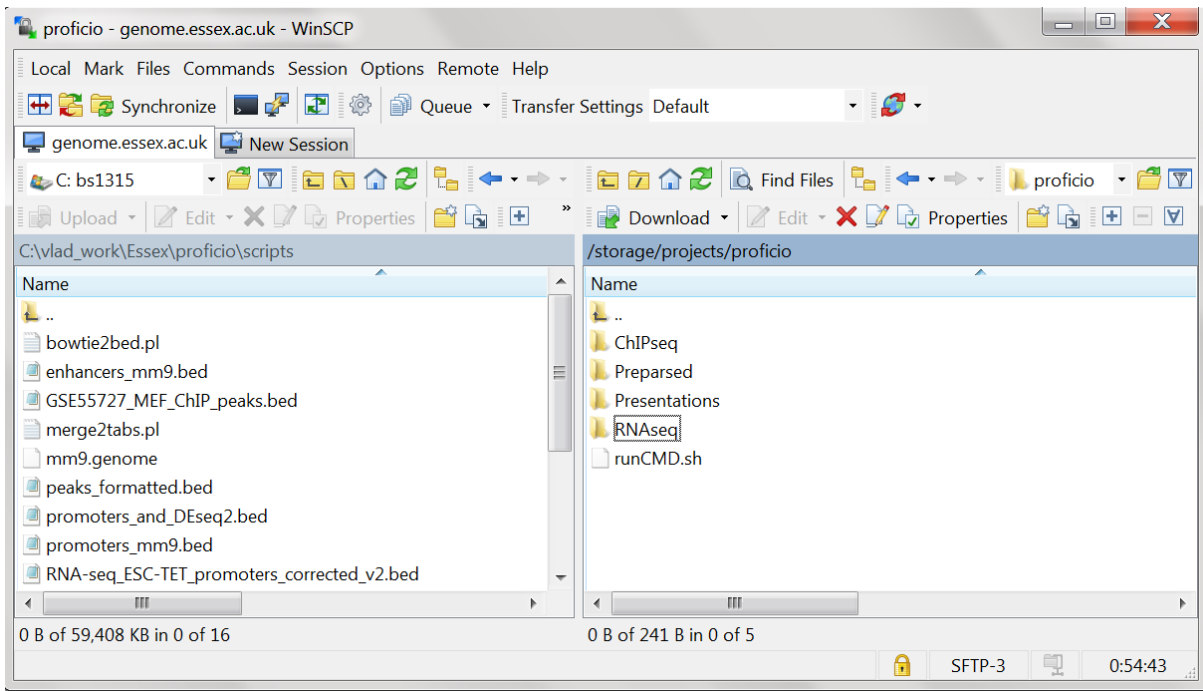 proficio - genome.essex.ac.uk - WinSCP
Local Mark Files Commands Session Options Remote Help
Synchronize Queue Transfer Settings Default
genome.essex.ac.uk New Session
C: bs1315 Find Files proficio
Upload Edit Properties » Download Edit Properties
C:\vlad_work\Essex\proficio\scripts /storage/projects/proficio
Name Name
.. ..
bowtie2bed.pl ChIPseq
enhancers_mm9.bed Preparsed
GSE55727_MEF_ChIP_peaks.bed Presentations
merge2tabs.pl RNAseq
mm9.genome runCMD.sh
peaks_formatted.bed
promoters_and_DEseq2.bed
promoters_mm9.bed
RNA-seq_ESC-TET_promoters_corrected_v2.bed
0 B of 59,408 KB in 0 of 16 0 B of 241 B in 0 of 5
SFTP-3 0:54:43